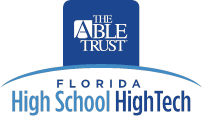 THE
ABLE
TRUST
FLORIDA
High School HighTech